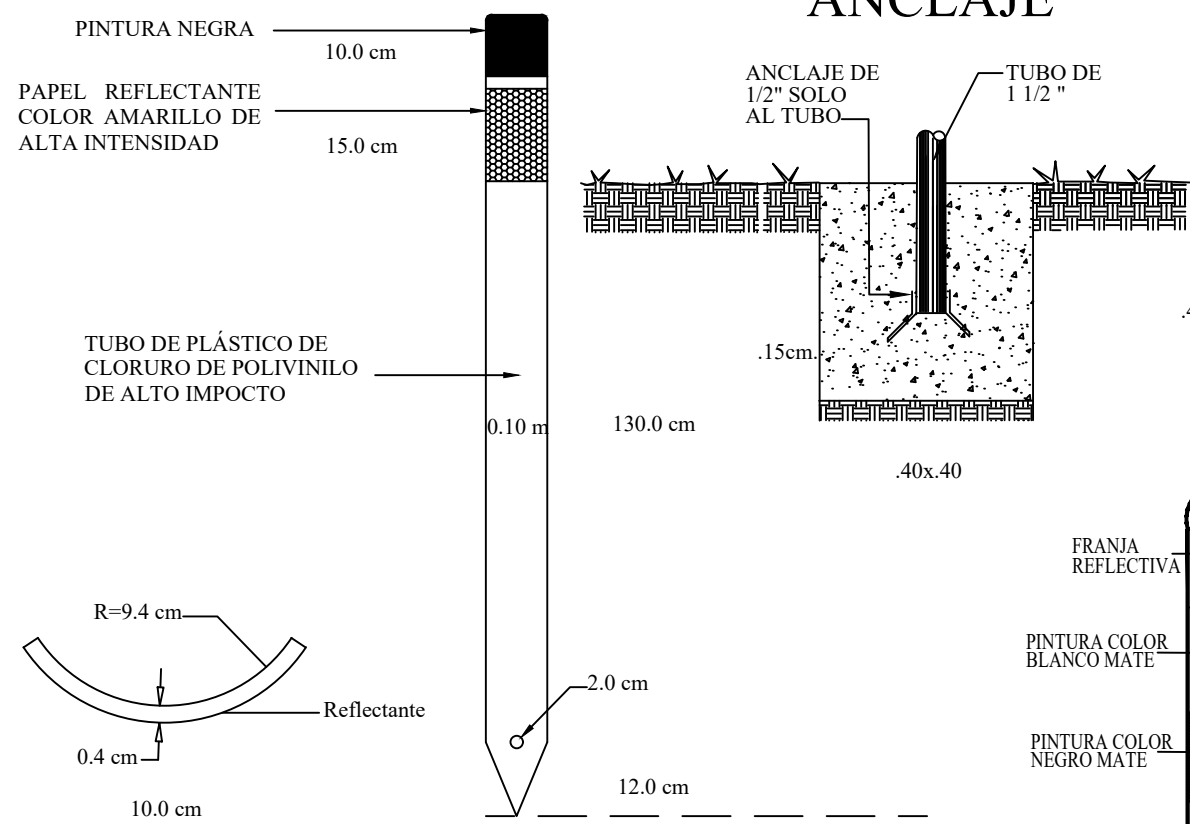 ANCLAJE
PINTURA NEGRA
10.0 cm
PAPEL REFLECTANTE
COLOR AMARILLO DE
ALTA INTENSIDAD
15.0 cm
TUBO DE PLÁSTICO DE
CLORURO DE POLIVINILO
DE ALTO IMPOCTO
0.10 m
130.0 cm
R=9.4 cm
Reflectante
0.4 cm
10.0 cm
2.0 cm
12.0 cm
ANCLAJE DE
1/2" SOLO
AL TUBO
TUBO DE
1 1/2 "
.15cm.
.40x.40
FRANJA
REFLECTIVA
PINTURA COLOR
BLANCO MATE
PINTURA COLOR
NEGRO MATE